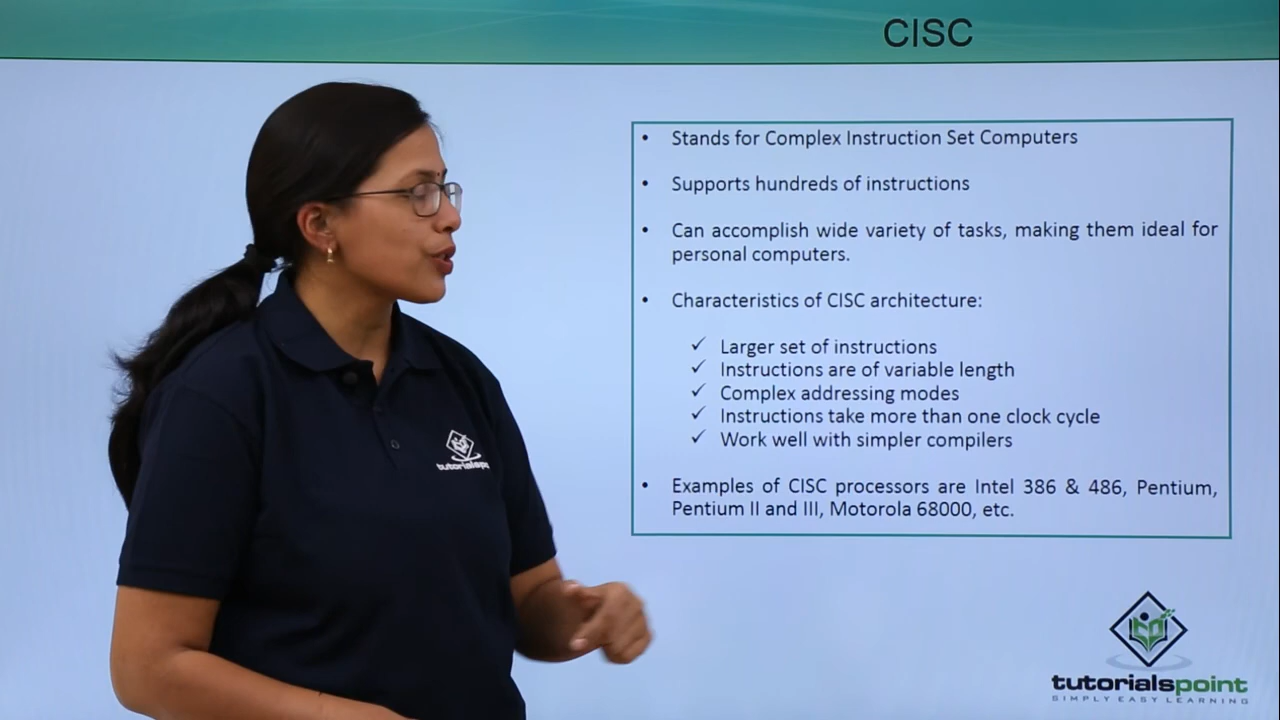 CISC
• Stands for Complex Instruction Set Computers
• Supports hundreds of instructions
• Can accomplish wide variety of tasks, making them ideal for
personal computers.
• Characteristics of CISC architecture:
✓ Larger set of instructions
✓ Instructions are of variable length
✓ Complex addressing modes
✓ Instructions take more than one clock cycle
✓ Work well with simpler compilers
• Examples of CISC processors are Intel 386 & 486, Pentium,
Pentium II and III, Motorola 68000, etc.
tutorialspo
tutorialspoint
SIMPLY EASY LEARNING